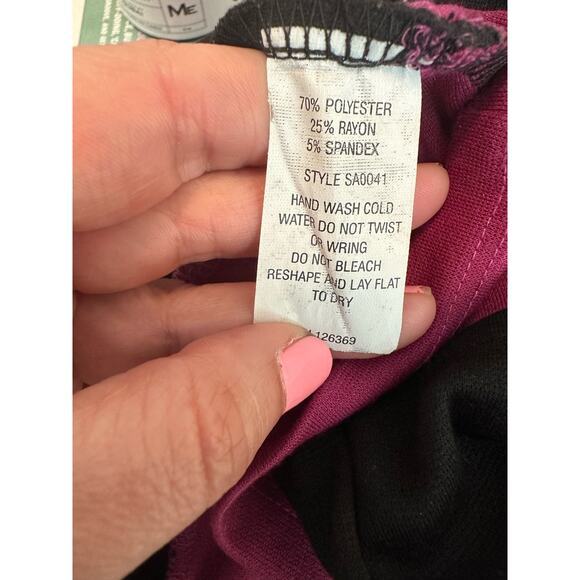 ME
70% POLYESTER
25% RAYON
5% SPANDEX
STYLE SA0041
HAND WASH COLD
WATER DO NOT TWIST
OR WRING
DO NOT BLEACH
RESHAPE AND LAY FLAT
TO DRY
126369